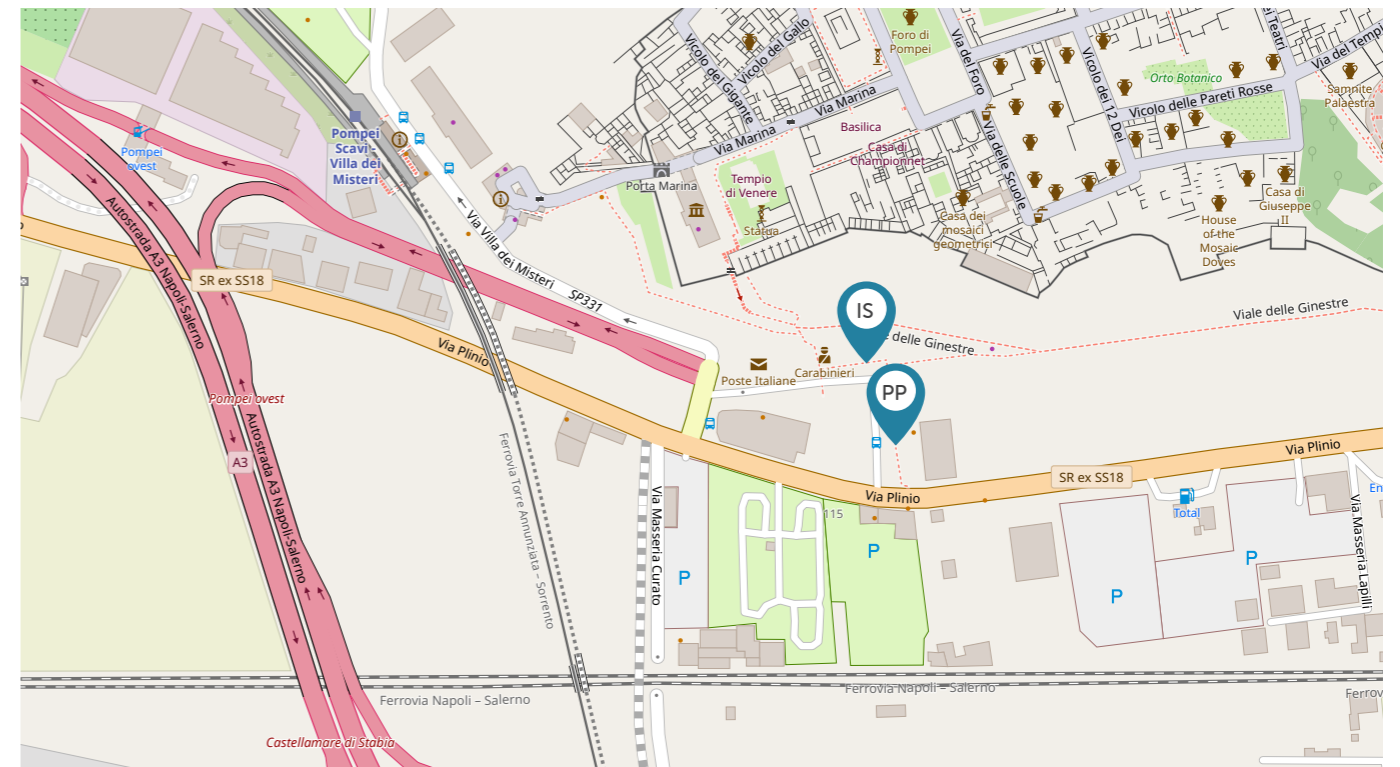 Vicolo del Gigante
Vicolo del Gallo
Foro di
Pompei
Via del Foro
Vicolo dei 12 Dei
ei Teatri
Via del Templ
Orto Botanico
Samnite
Palaestra
Vicolo delle Pareti Rosse
Via Marina
Via Marina
Basilica
Casa di
Championnet
Via delle Scuole
Pompei
Scavi -
Villa dei
Misteri
Pompei
ovest
Porta Marina
Tempio
di Venere
Statua
Casa dei
mosaici
geometrici
Casa di
Giuseppe
II
House
of the
Mosaic
Doves
Via Villa dei Misteri
SP331
Autostrada A3 Napoli-Salerno
SR ex SS18
IS
Viale delle Ginestre
e delle Ginestre
Via Plinio
Poste Italiane
Carabinieri
PP
Pompei ovest
Autostrada A3 Napoli-Salerno
A3
Ferrovia Torre Annunziata – Sorrento
Via Masseria Curato
Via Plinio
SR ex SS18
Via Plinio
Total
En
Via Masseria Lapilli
115
P
P
P
P
Ferrovia Napoli – Salerno
Ferrovia Napoli – Salerno
Ferrov
Castellamare di Stabia